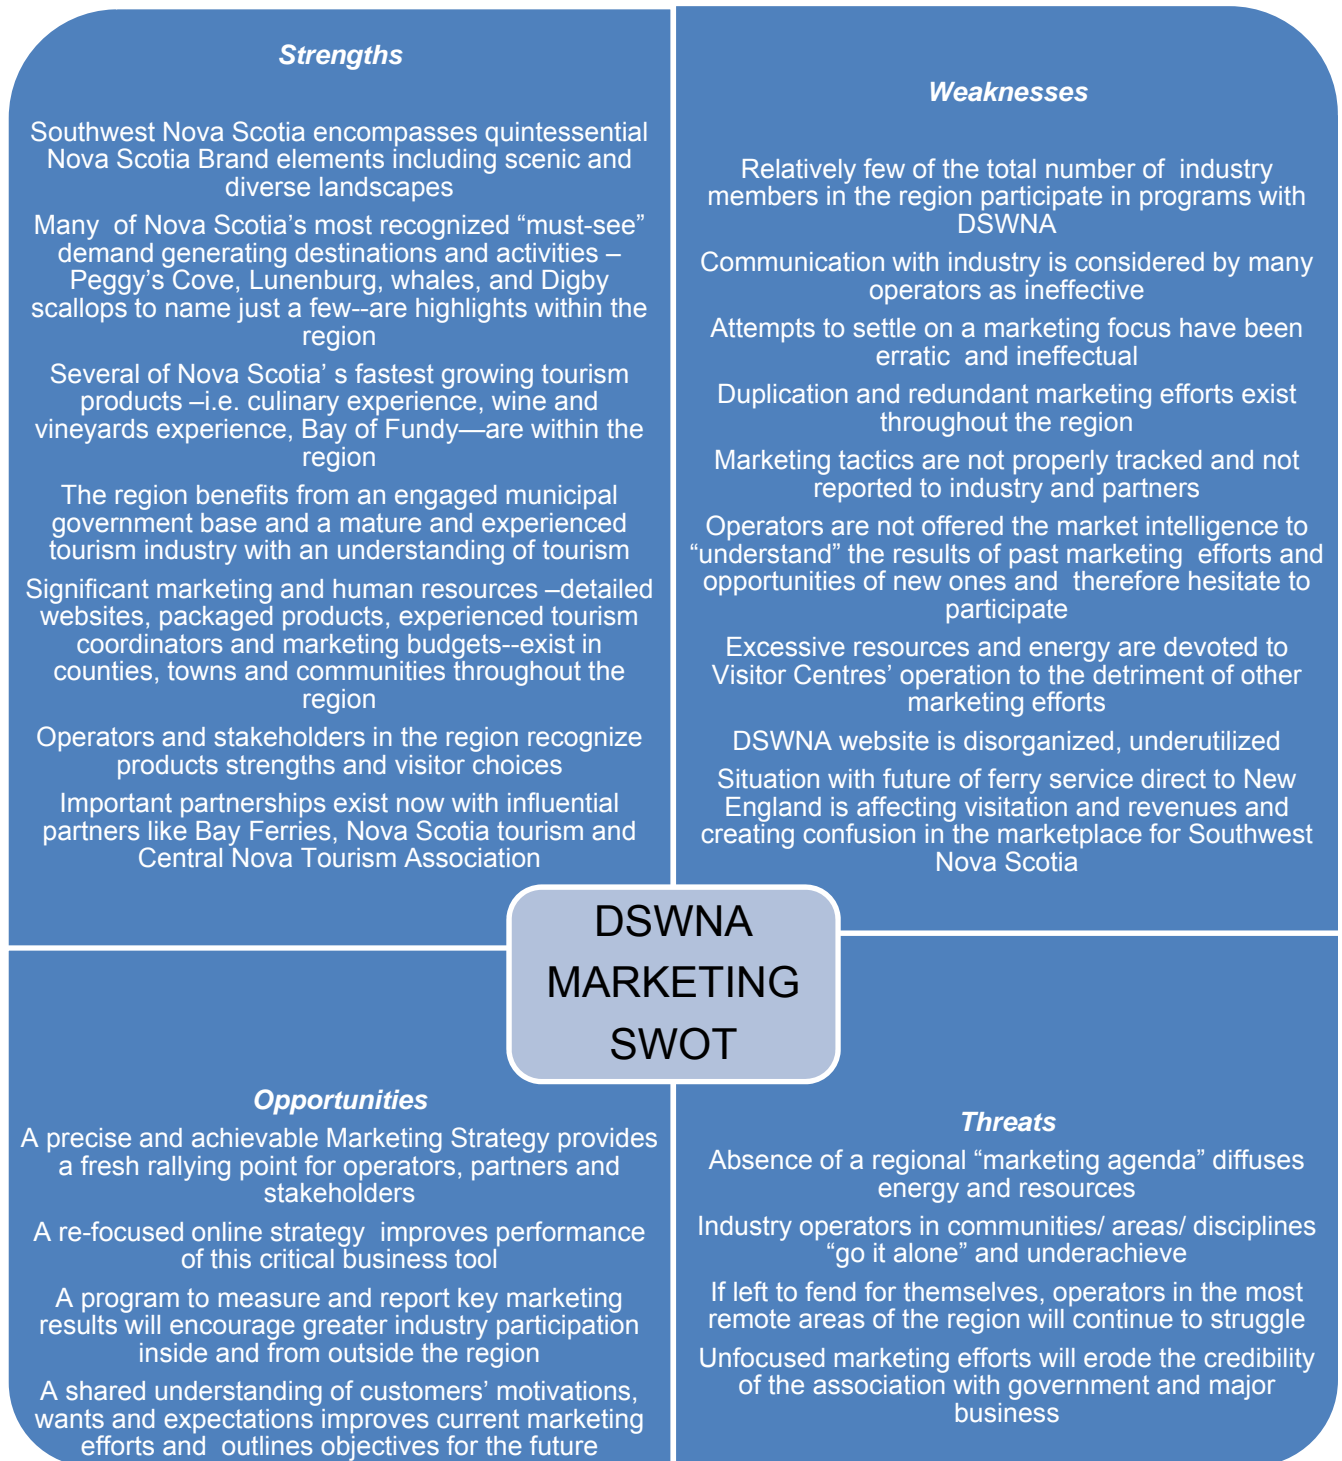 Strengths
Southwest Nova Scotia encompasses quintessential
Nova Scotia Brand elements including scenic and
diverse landscapes
Many of Nova Scotia’s most recognized “must-see”
demand generating destinations and activities –
Peggy’s Cove, Lunenburg, whales, and Digby
scallops to name just a few--are highlights within the
region
Several of Nova Scotia’ s fastest growing tourism
products –i.e. culinary experience, wine and
vineyards experience, Bay of Fundy—are within the
region
The region benefits from an engaged municipal
government base and a mature and experienced
tourism industry with an understanding of tourism
Significant marketing and human resources –detailed
websites, packaged products, experienced tourism
coordinators and marketing budgets--exist in
counties, towns and communities throughout the
region
Operators and stakeholders in the region recognize
products strengths and visitor choices
Important partnerships exist now with influential
partners like Bay Ferries, Nova Scotia tourism and
Central Nova Tourism Association
Weaknesses
Relatively few of the total number of industry
members in the region participate in programs with
DSWNA
Communication with industry is considered by many
operators as ineffective
Attempts to settle on a marketing focus have been
erratic and ineffectual
Duplication and redundant marketing efforts exist
throughout the region
Marketing tactics are not properly tracked and not
reported to industry and partners
Operators are not offered the market intelligence to
“understand” the results of past marketing efforts and
opportunities of new ones and therefore hesitate to
participate
Excessive resources and energy are devoted to
Visitor Centres’ operation to the detriment of other
marketing efforts
DSWNA website is disorganized, underutilized
Situation with future of ferry service direct to New
England is affecting visitation and revenues and
creating confusion in the marketplace for Southwest
Nova Scotia
DSWNA
MARKETING
SWOT
Opportunities
A precise and achievable Marketing Strategy provides
a fresh rallying point for operators, partners and
stakeholders
A re-focused online strategy improves performance
of this critical business tool
A program to measure and report key marketing
results will encourage greater industry participation
inside and from outside the region
A shared understanding of customers’ motivations,
wants and expectations improves current marketing
efforts and outlines objectives for the future
Threats
Absence of a regional “marketing agenda” diffuses
energy and resources
Industry operators in communities/ areas/ disciplines
“go it alone” and underachieve
If left to fend for themselves, operators in the most
remote areas of the region will continue to struggle
Unfocused marketing efforts will erode the credibility
of the association with government and major
business